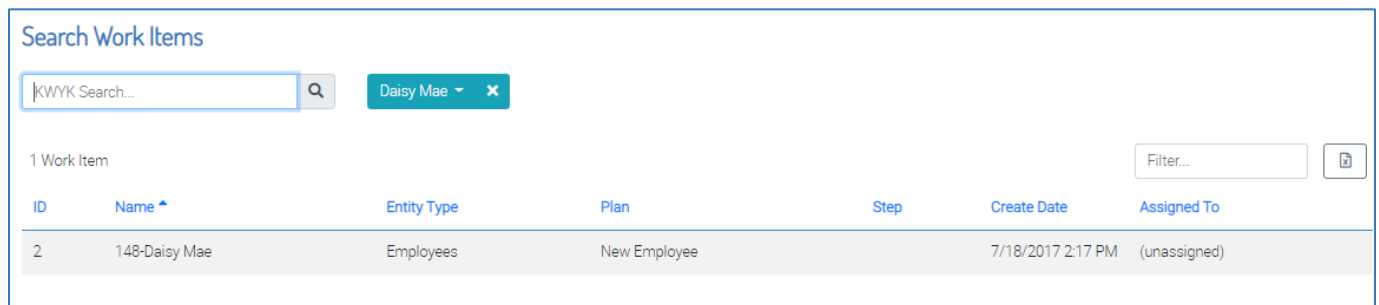 Search Work Items
KWYK Search...
Daisy Mae
1 Work Item
Filter...
ID Name Entity Type Plan Step Create Date Assigned To
2 148-Daisy Mae Employees New Employee 7/18/2017 2:17 PM (unassigned)